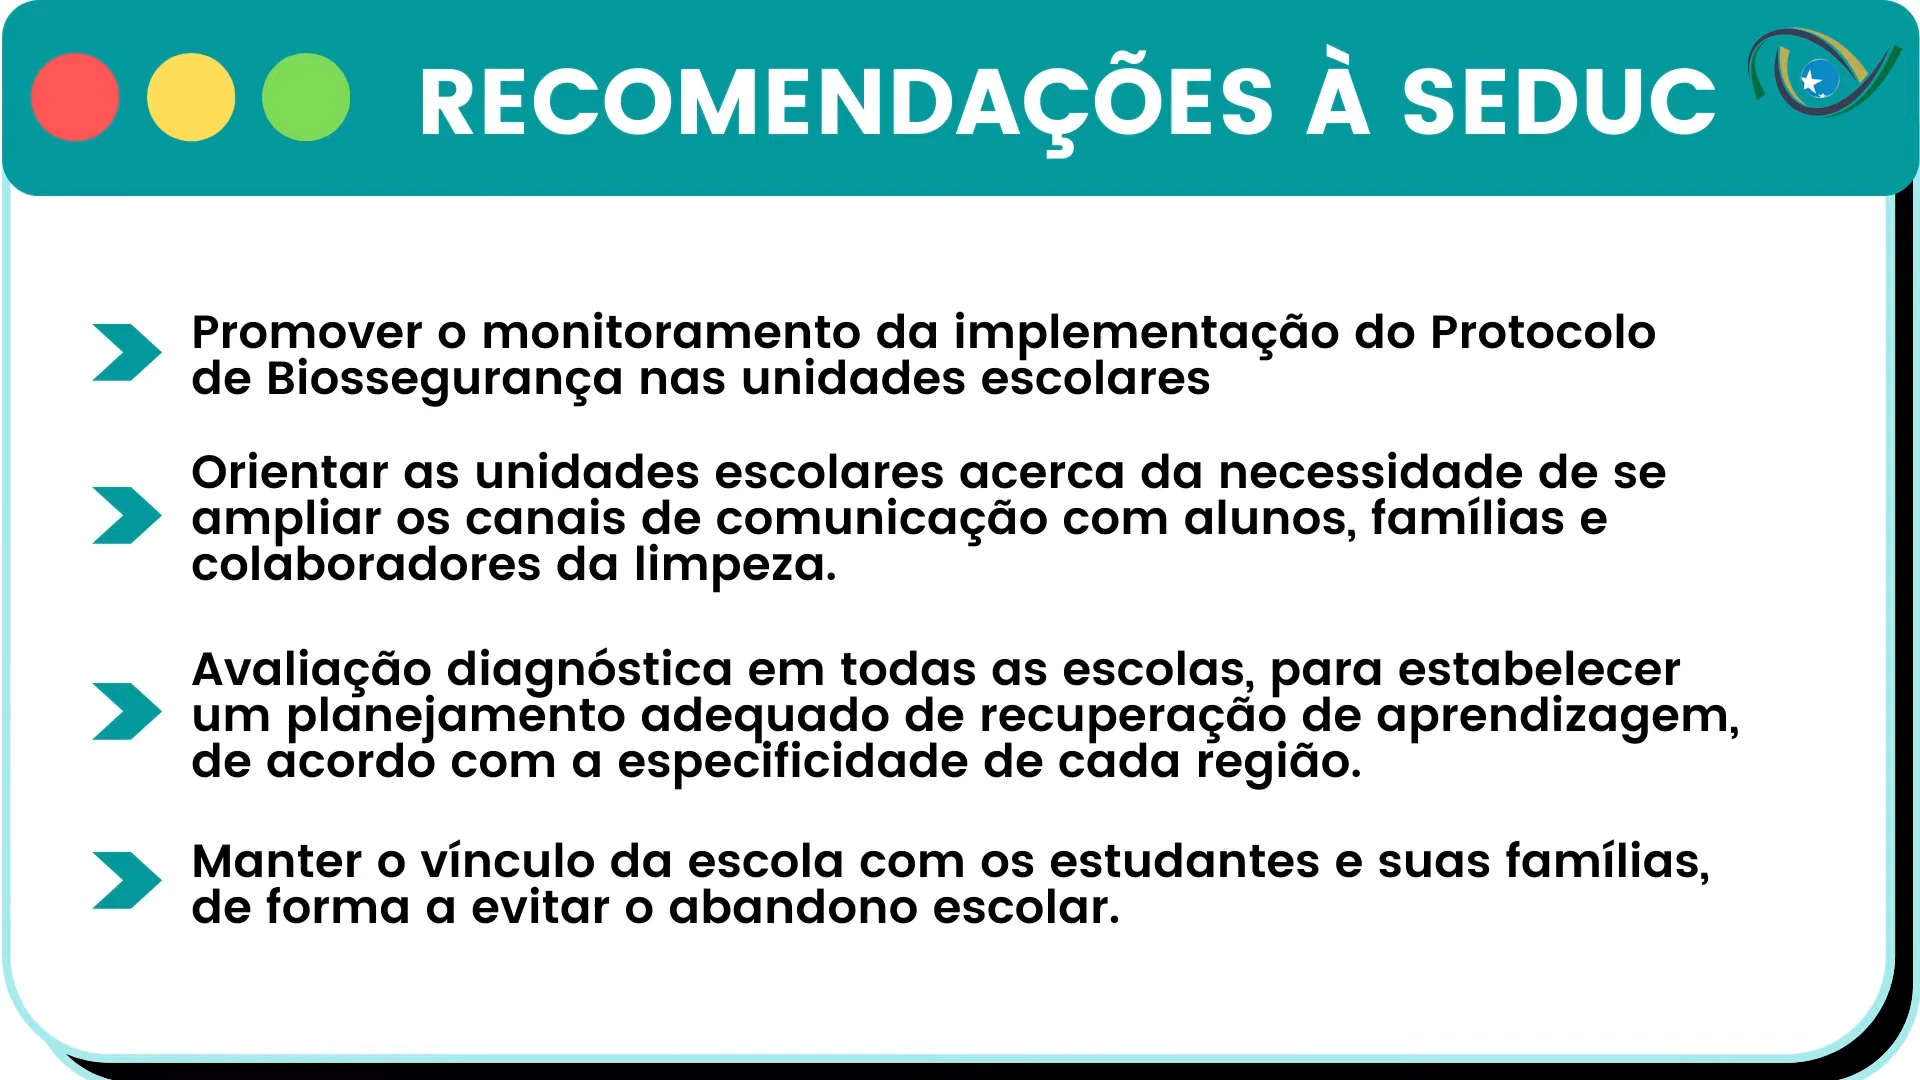 RECOMENDAÇÕES À SEDUC
Promover o monitoramento da implementação do Protocolo
de Biossegurança nas unidades escolares
Orientar as unidades escolares acerca da necessidade de se
ampliar os canais de comunicação com alunos, famílias e
colaboradores da limpeza.
Avaliação diagnóstica em todas as escolas, para estabelecer
um planejamento adequado de recuperação de aprendizagem,
de acordo com a especificidade de cada região.
Manter o vínculo da escola com os estudantes e suas famílias,
de forma a evitar o abandono escolar.